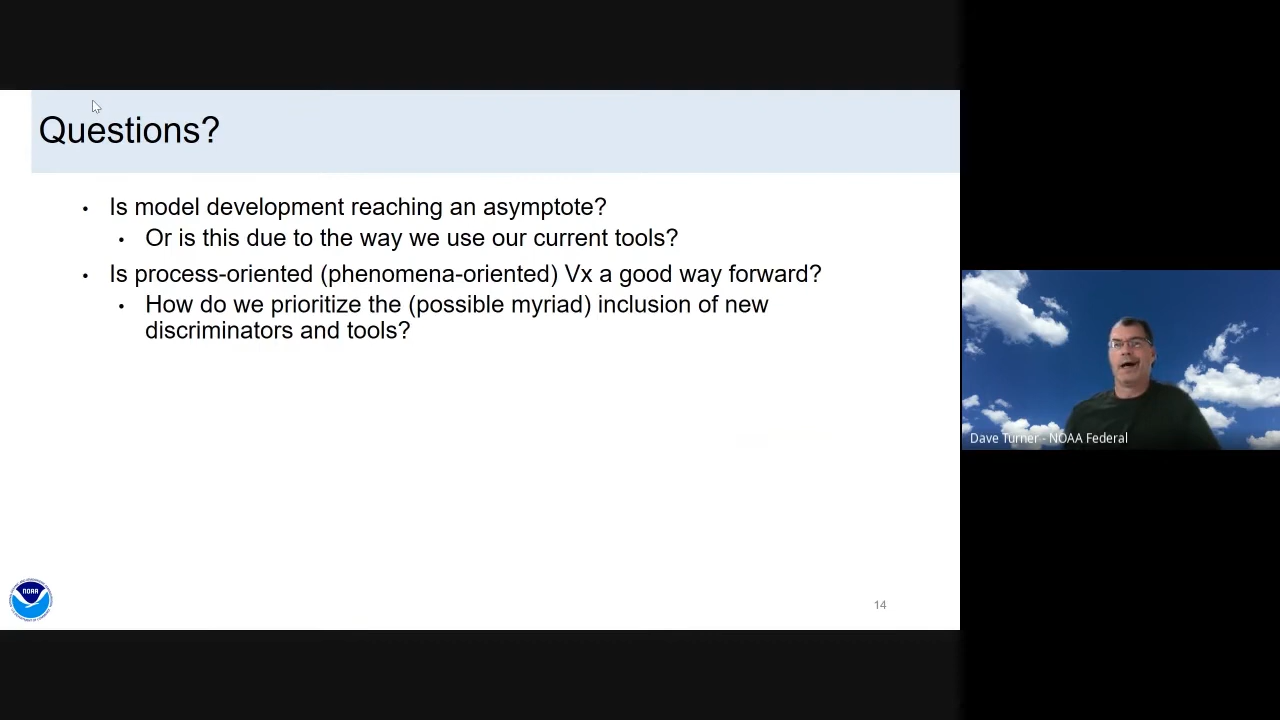 Questions?
• Is model development reaching an asymptote?
• Or is this due to the way we use our current tools?
• Is process-oriented (phenomena-oriented) Vx a good way forward?
• How do we prioritize the (possible myriad) inclusion of new
discriminators and tools?
Dave Turner - NOAA Federal
NOAA
14